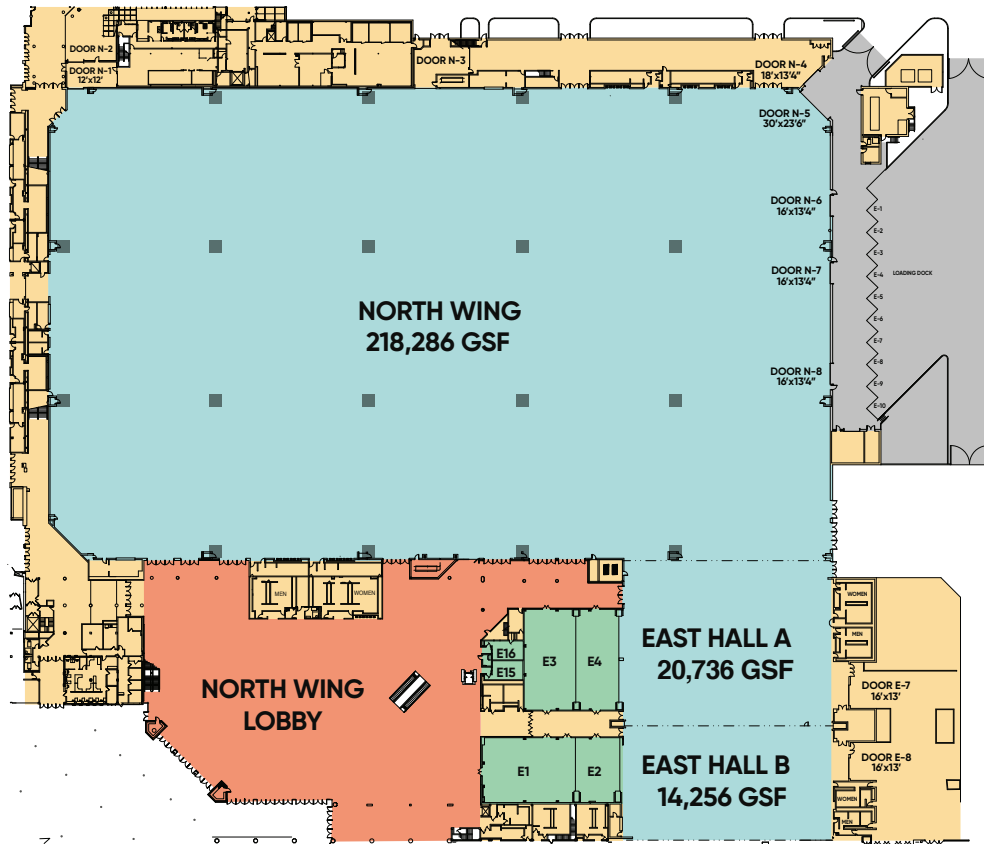 DOOR N-2
DOOR N-1
12'x12'
DOOR N-3
DOOR N-4
18'x13'4"
DOOR N-5
30'x23'6"
DOOR N-6
16'x13'4"
DOOR N-7
16'x13'4"
DOOR N-8
16'x13'4"
E-1
E-2
E-3
E-4
E-5
E-6
E-7
E-8
E-9
E-10
LOADING DOCK
NORTH WING
218,286 GSF
MEN
WOMEN
WOMEN
MEN
E16
E15
E3
E4
EAST HALL A
20,736 GSF
NORTH WING
LOBBY
DOOR E-7
16'x13'
E1
E2
EAST HALL B
14,256 GSF
DOOR E-8
16'x13'
WOMEN
MEN